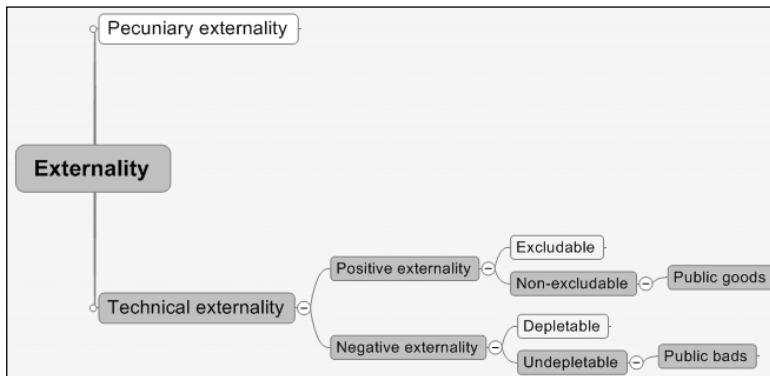 Pecuniary externality
Externality
Excludable
Positive externality
Non-excludable
Public goods
Technical externality
Depletable
Negative externality
Undepletable
Public bads